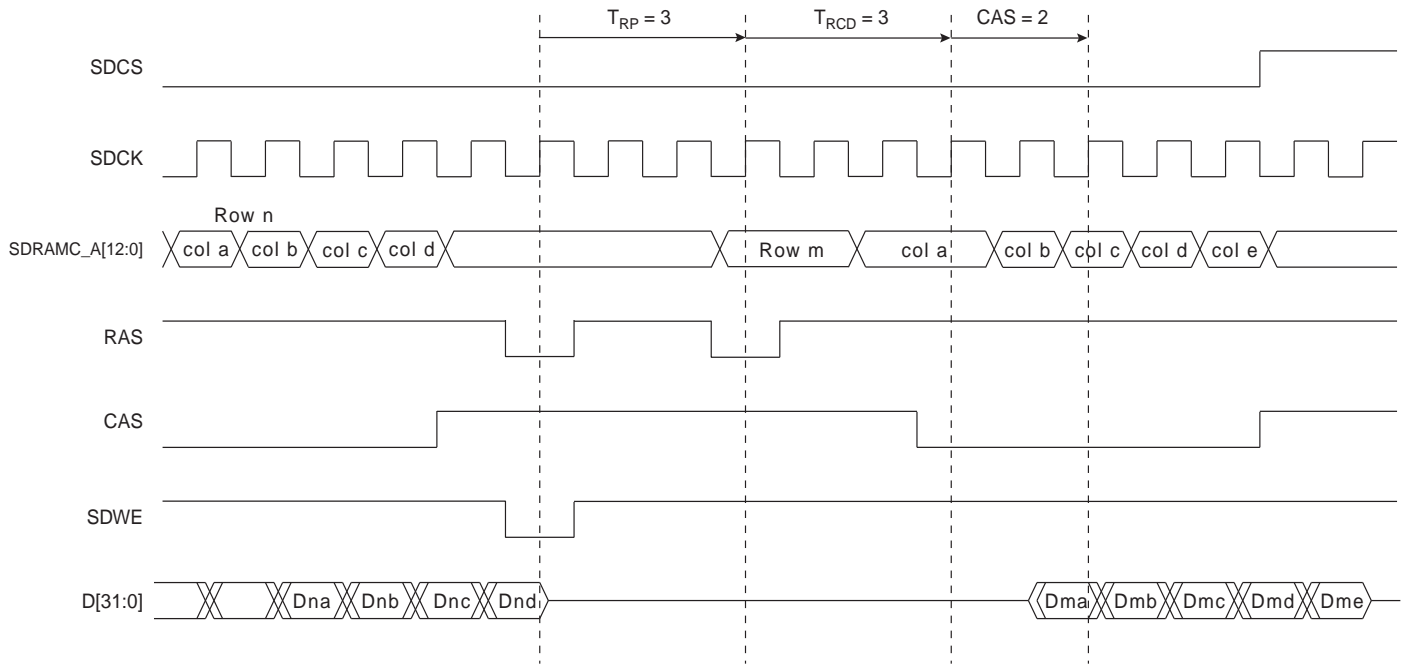 T_RP = 3 T_RCD = 3 CAS = 2
SDCS
SDCK
Row n
SDRAMC_A[12:0] col a col b col c col d Row m col a col b col c col d col e
RAS
CAS
SDWE
D[31:0] Dna Dnb Dnc Dnd Dma Dmb Dmc Dmd Dme